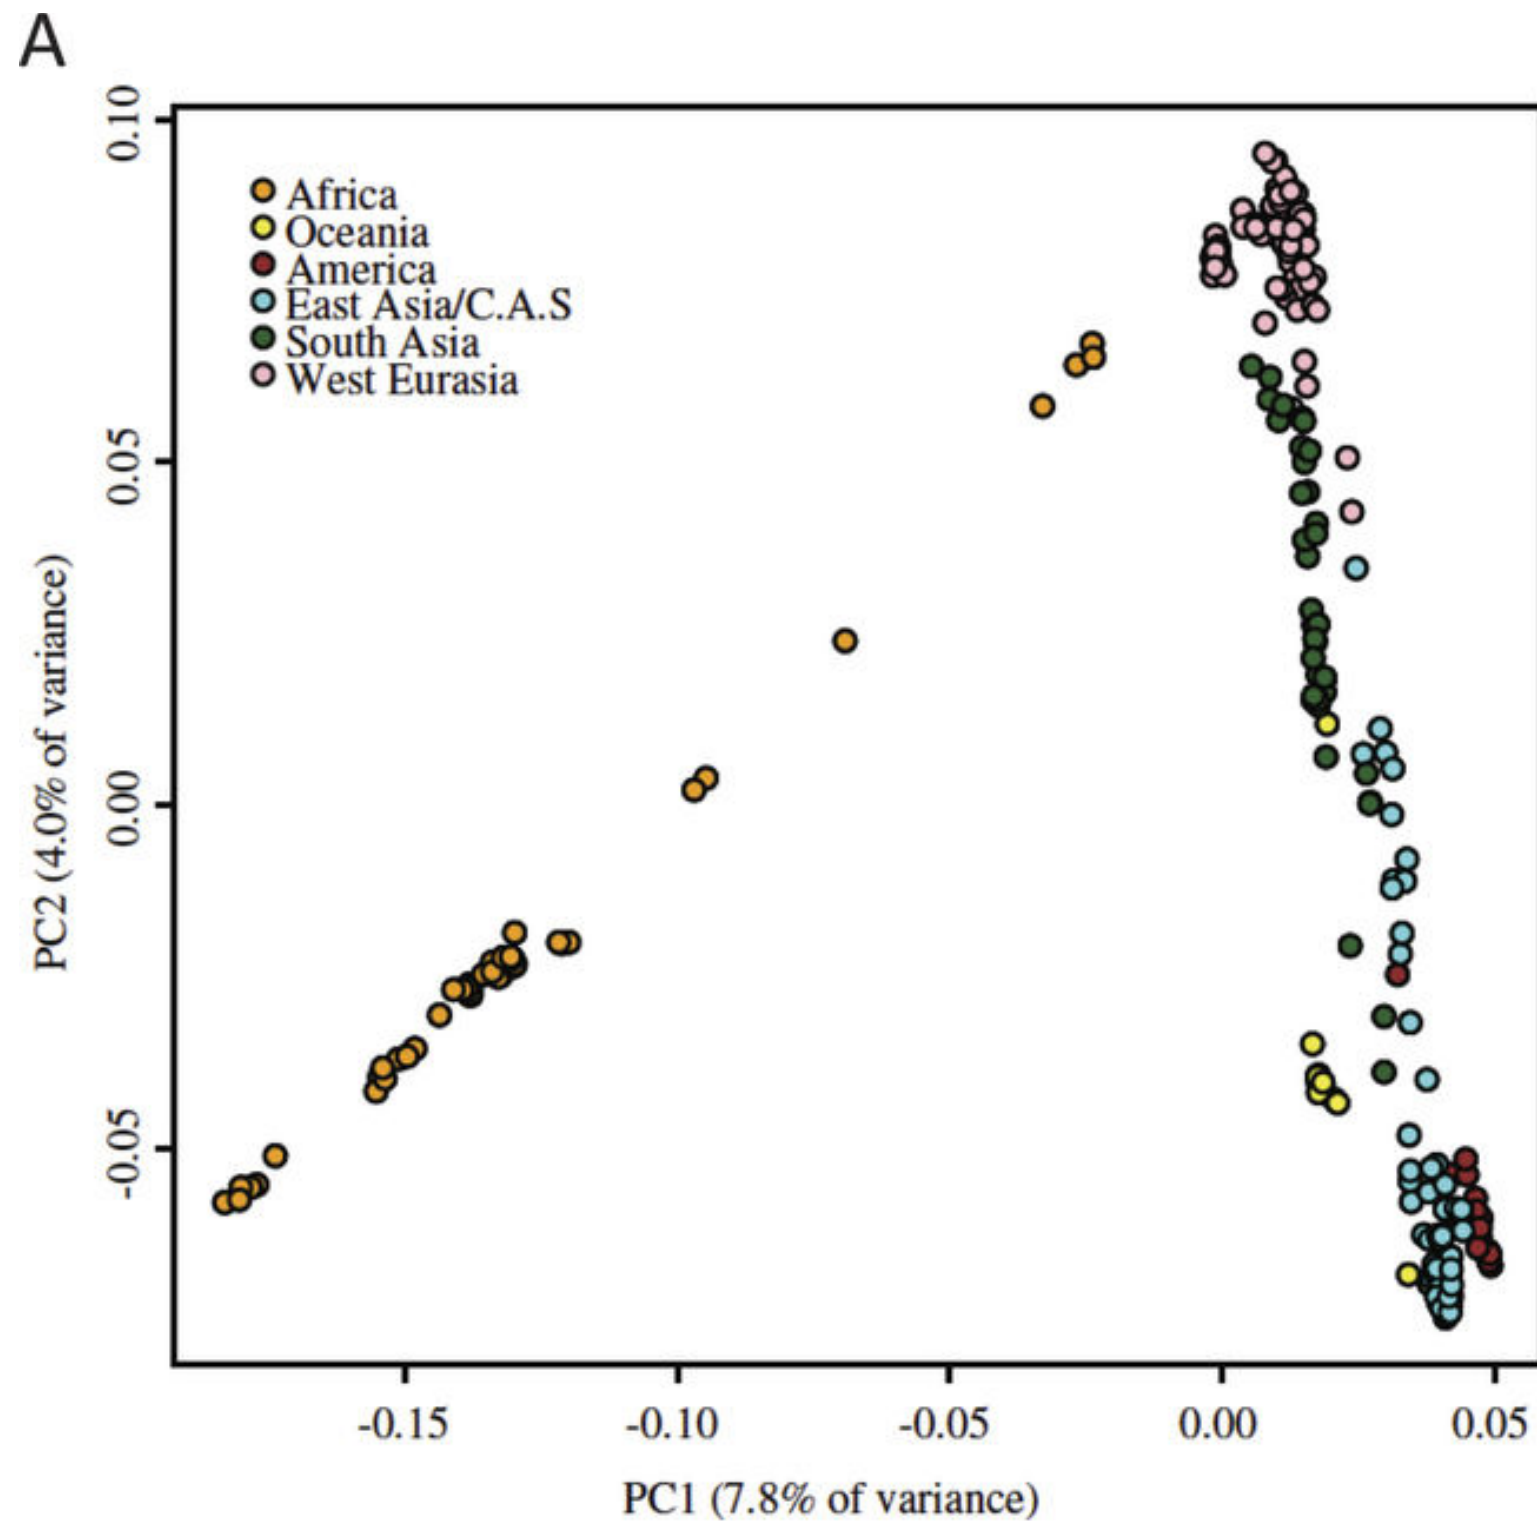 A
0.10
0.05
0.00
-0.05
PC2 (4.0% of variance)
Africa
Oceania
America
East Asia/C.A.S
South Asia
West Eurasia
-0.15 -0.10 -0.05 0.00 0.05
PC1 (7.8% of variance)